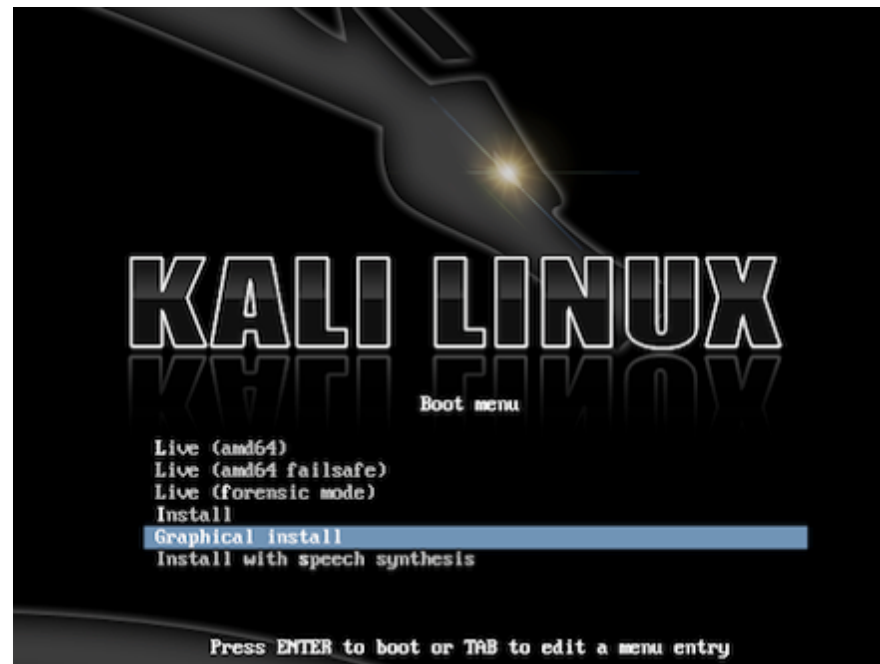 KALI LINUX
Boot menu
Live (amd64)
Live (amd64 failsafe)
Live (forensic mode)
Install
Graphical install
Install with speech synthesis
Press ENTER to boot or TAB to edit a menu entry